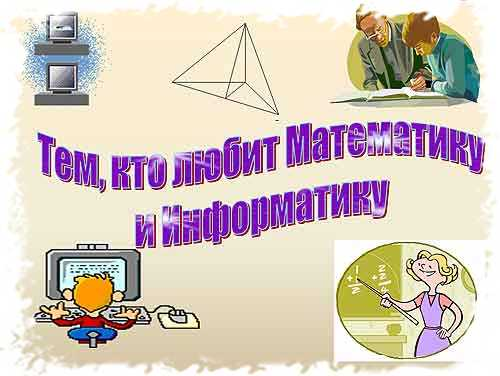 Тем, кто любит Математику
и Информатику